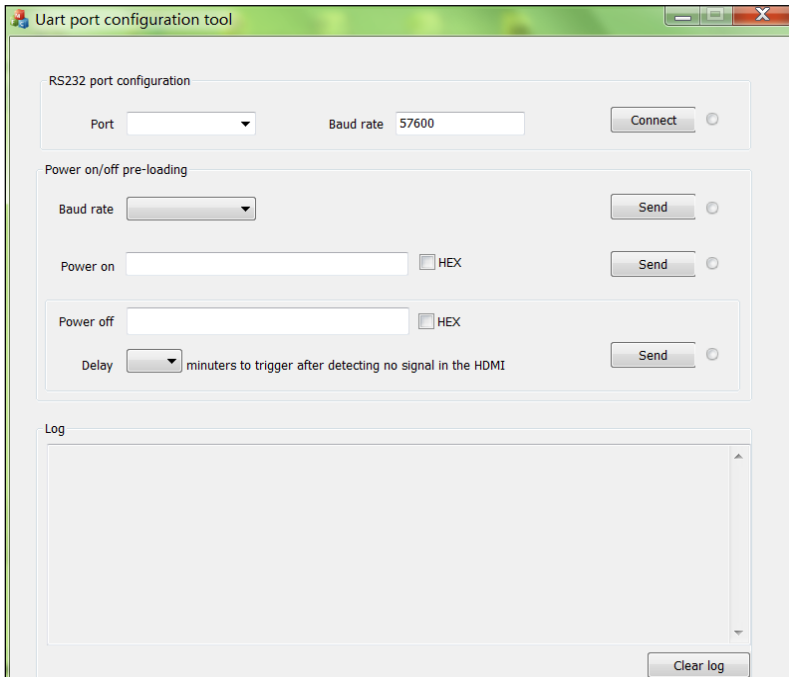 Uart port configuration tool
RS232 port configuration
Port Baud rate 57600 Connect
Power on/off pre-loading
Baud rate Send
Power on HEX Send
Power off HEX
Delay minuters to trigger after detecting no signal in the HDMI Send
Log
Clear log